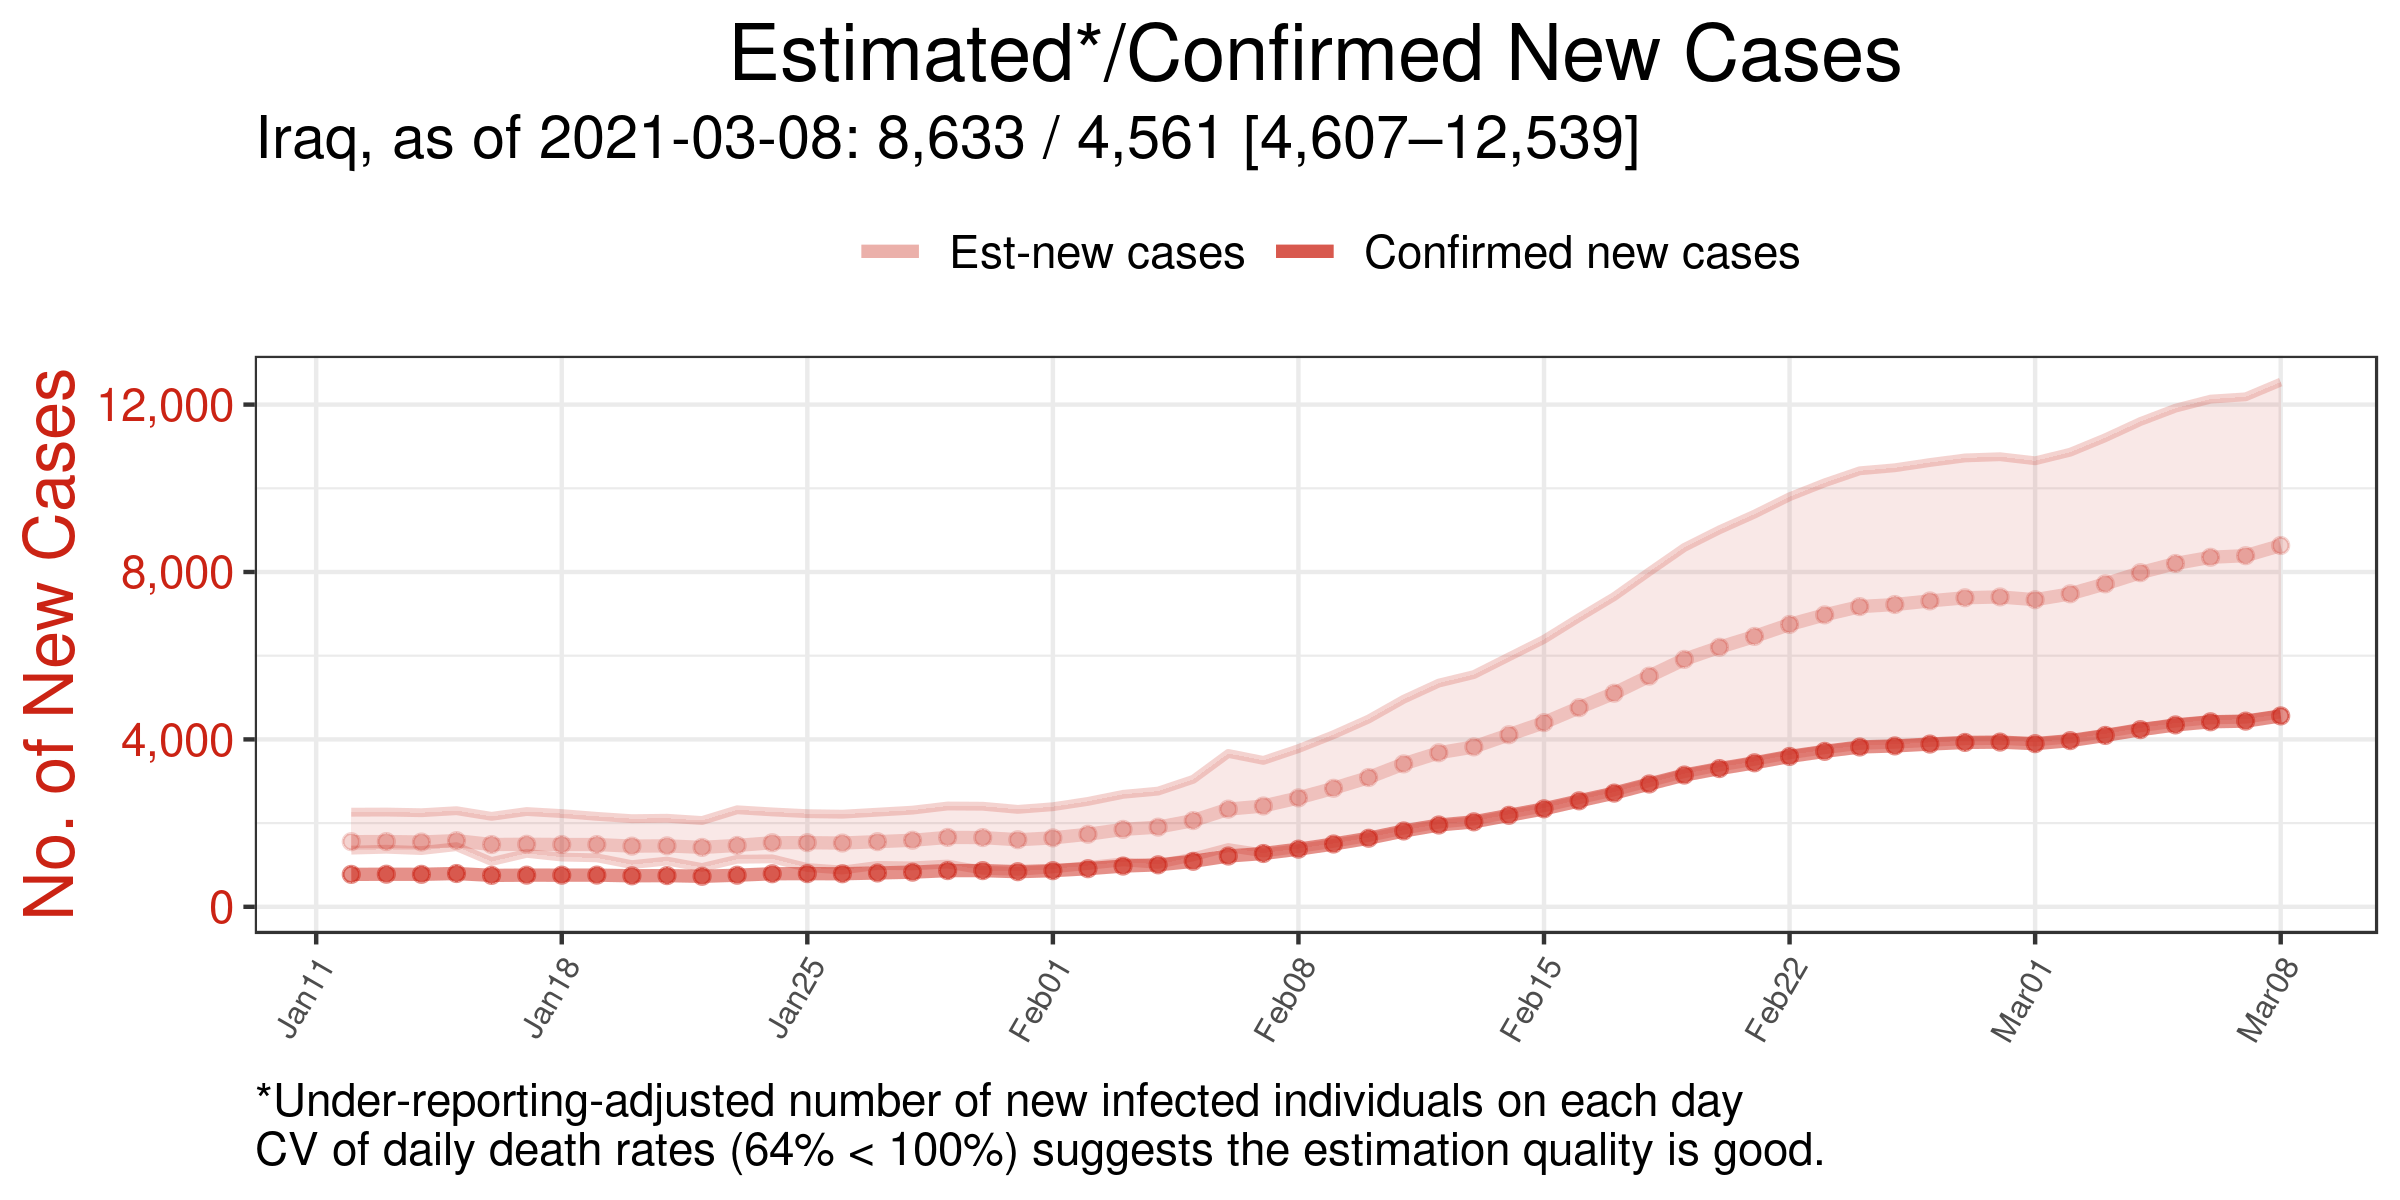 Estimated*/Confirmed New Cases
Iraq, as of 2021-03-08: 8,633 / 4,561 [4,607–12,539]
Est-new cases
Confirmed new cases
No. of New Cases
12,000
8,000
4,000
0
Jan11
Jan18
Jan25
Feb01
Feb08
Feb15
Feb22
Mar01
Mar08
*Under-reporting-adjusted number of new infected individuals on each day
CV of daily death rates (64% < 100%) suggests the estimation quality is good.